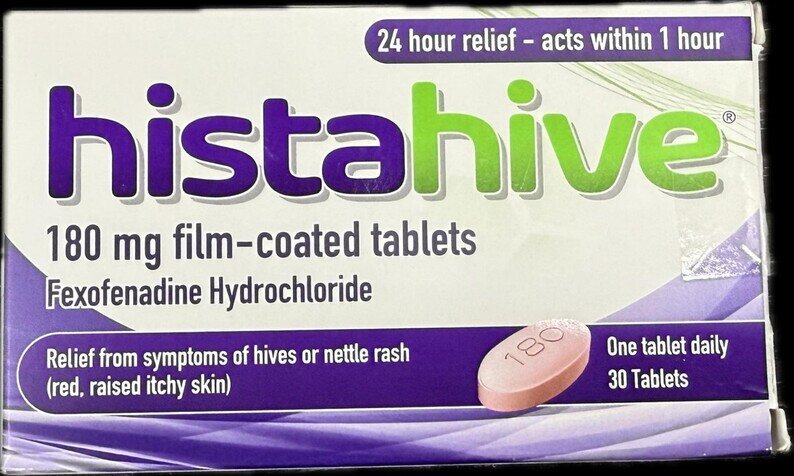 24 hour relief - acts within 1 hour
histahive®
180 mg film-coated tablets
Fexofenadine Hydrochloride
Relief from symptoms of hives or nettle rash
(red, raised itchy skin)
180
One tablet daily
30 Tablets